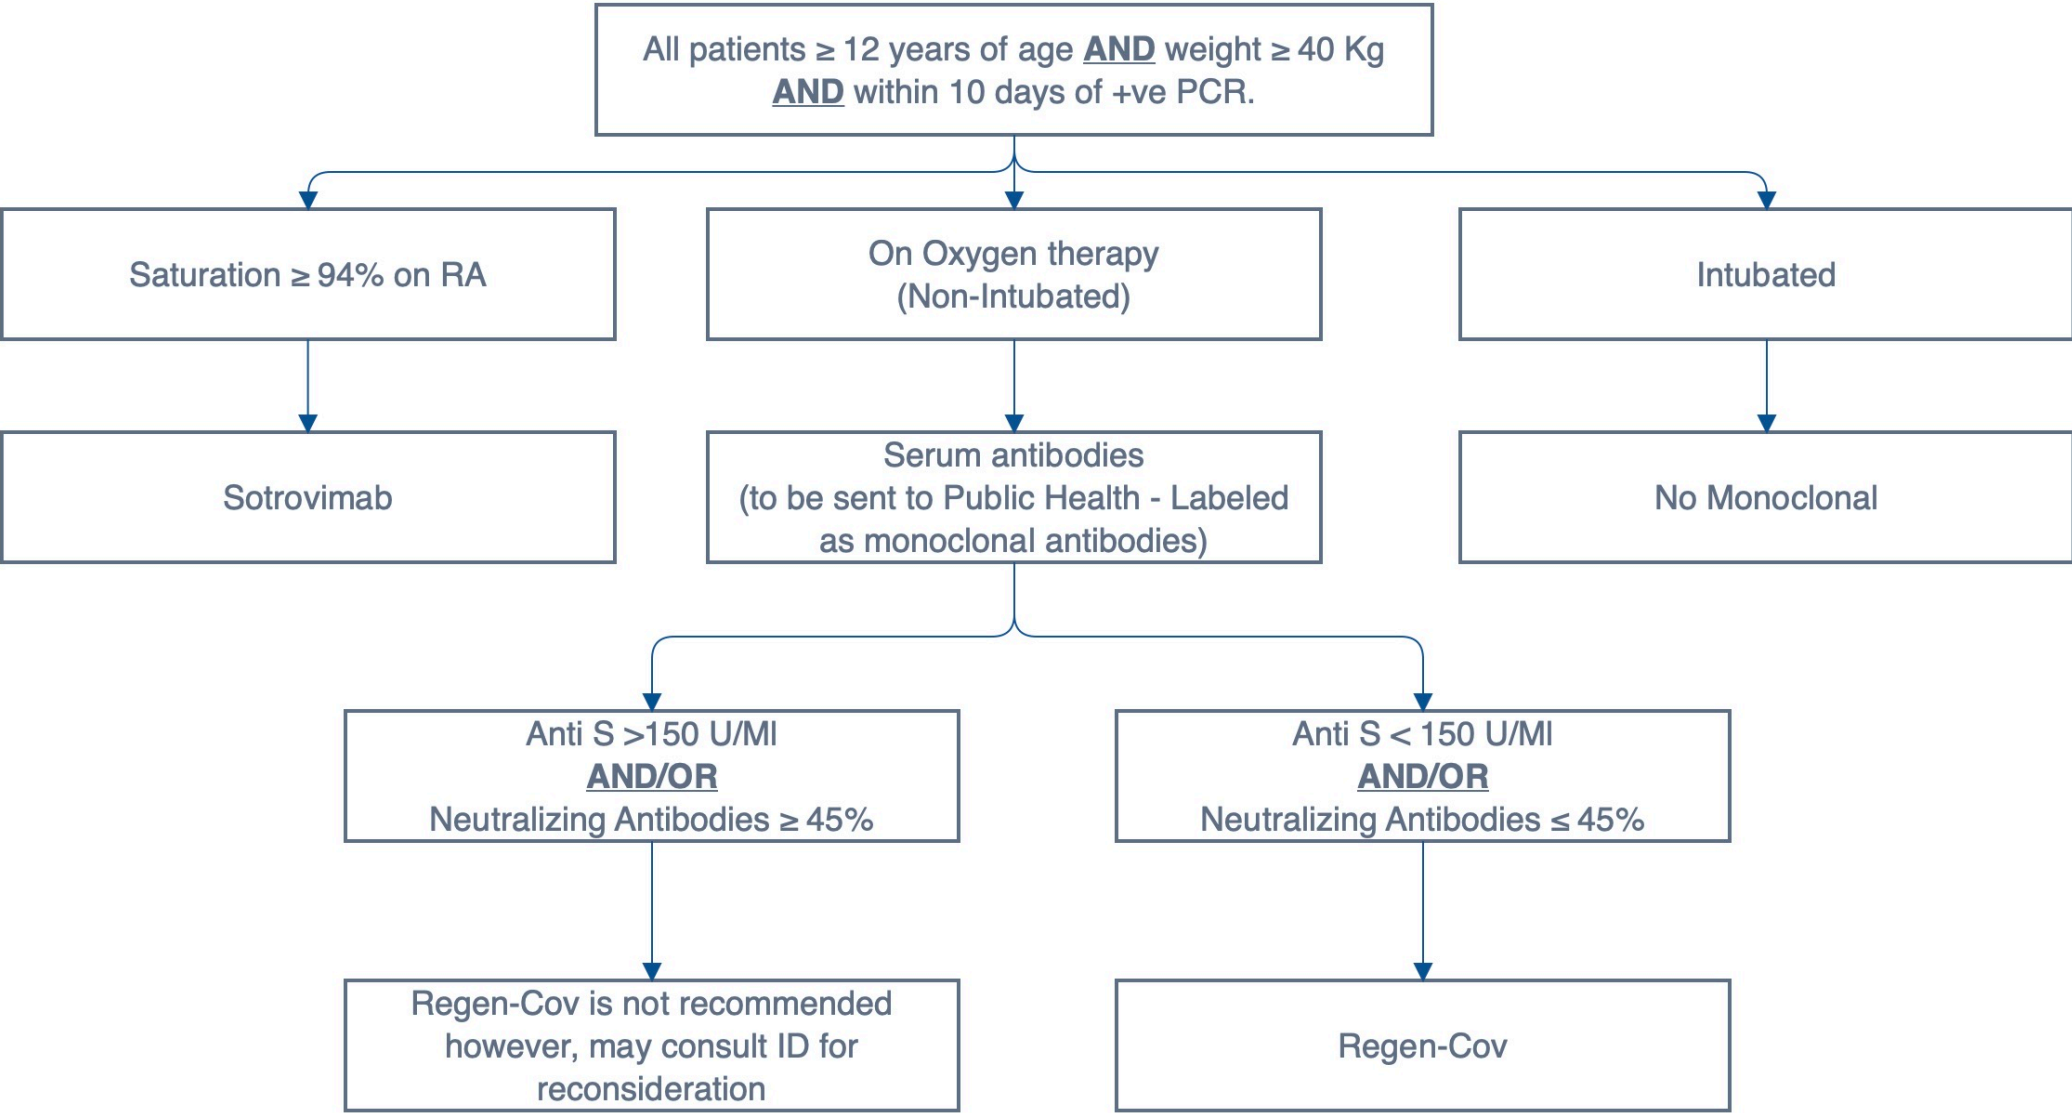 All patients ≥ 12 years of age AND weight ≥ 40 Kg
AND within 10 days of +ve PCR.
Saturation ≥ 94% on RA
On Oxygen therapy
(Non-Intubated)
Intubated
Sotrovimab
Serum antibodies
(to be sent to Public Health - Labeled
as monoclonal antibodies)
No Monoclonal
Anti S >150 U/Ml
AND/OR
Neutralizing Antibodies ≥ 45%
Anti S < 150 U/Ml
AND/OR
Neutralizing Antibodies ≤ 45%
Regen-Cov is not recommended
however, may consult ID for
reconsideration
Regen-Cov